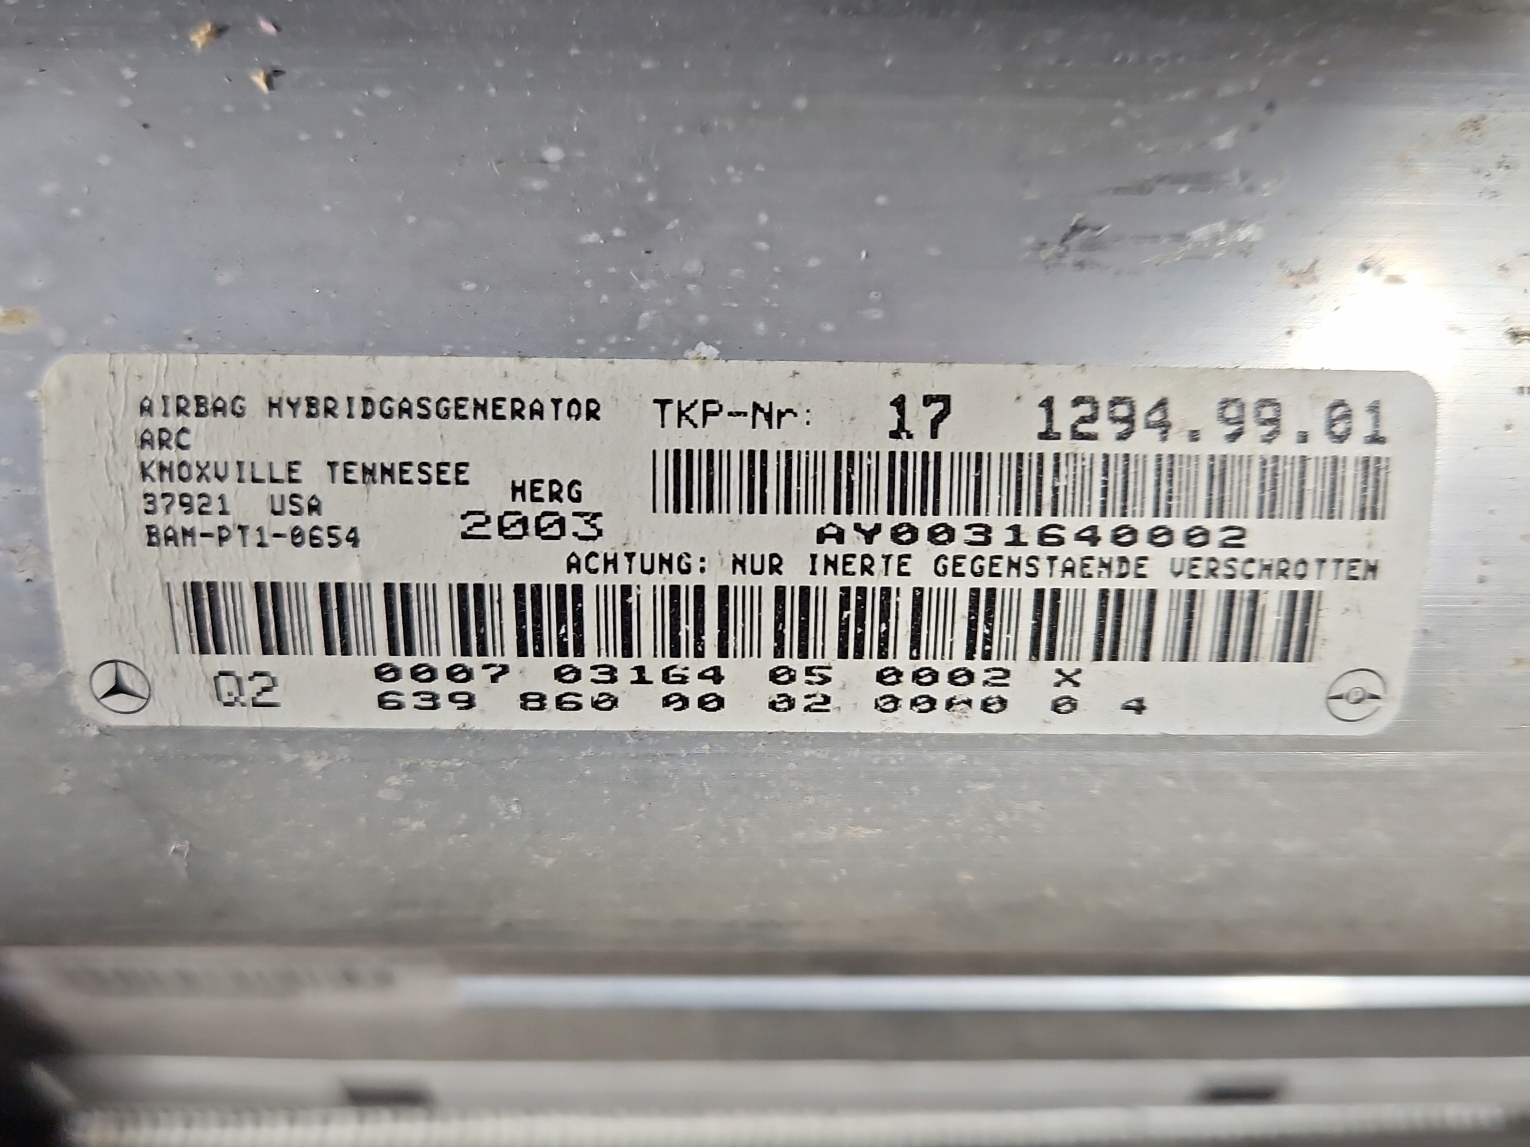 AIRBAG HYBRIDGASGENERATOR
ARC
KNOXVILLE TENNESEE
37921 USA
BAM-PT1-0654
HERG
2003
TKP-Nr: 17 1294.99.01
AY0031640002
ACHTUNG: NUR INERTE GEGENSTAENDE VERSCHROTTEN
Q2
0007 03164 05 0002 X
639 860 00 02 0000 0 4